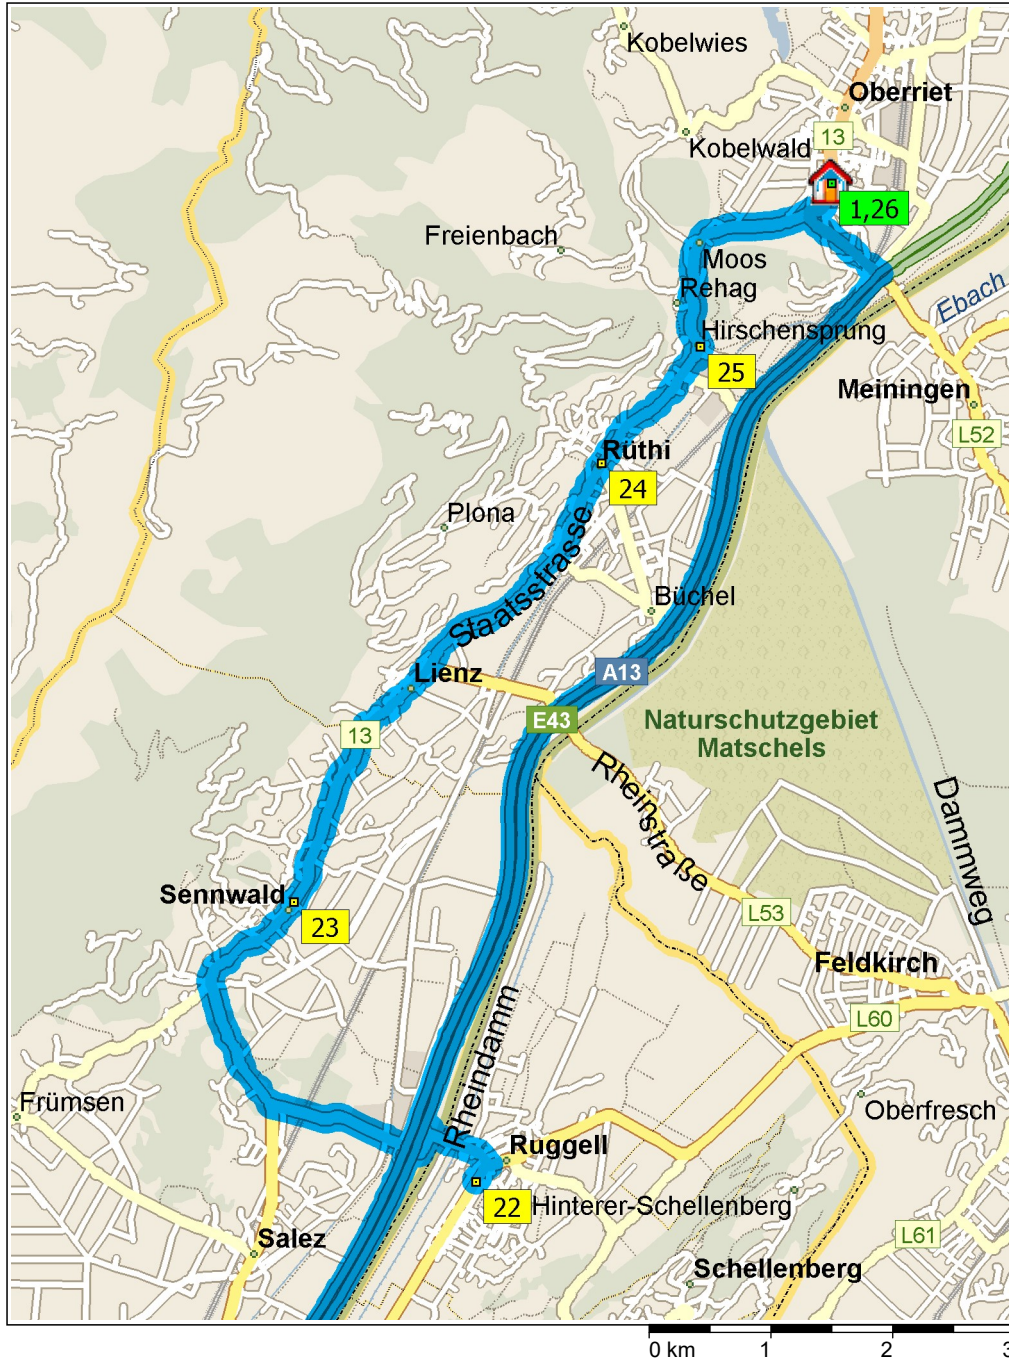 Kobelwies
Oberriet
13
Kobelwald
1,26
Freienbach
Moos
Rehag
Ebach
Hirschensprung
25
Meiningen
L52
Rüthi
24
Plona
Staatsstrasse
Büchel
A13
Lienz
E43
13
Naturschutzgebiet
Matschels
Rheinstraße
Dammweg
Sennwald
23
L53
Feldkirch
L60
Rheindamm
Frümsen
Oberfresch
Ruggell
22
Hinterer-Schellenberg
Salez
L61
Schellenberg
0 km 1 2 3